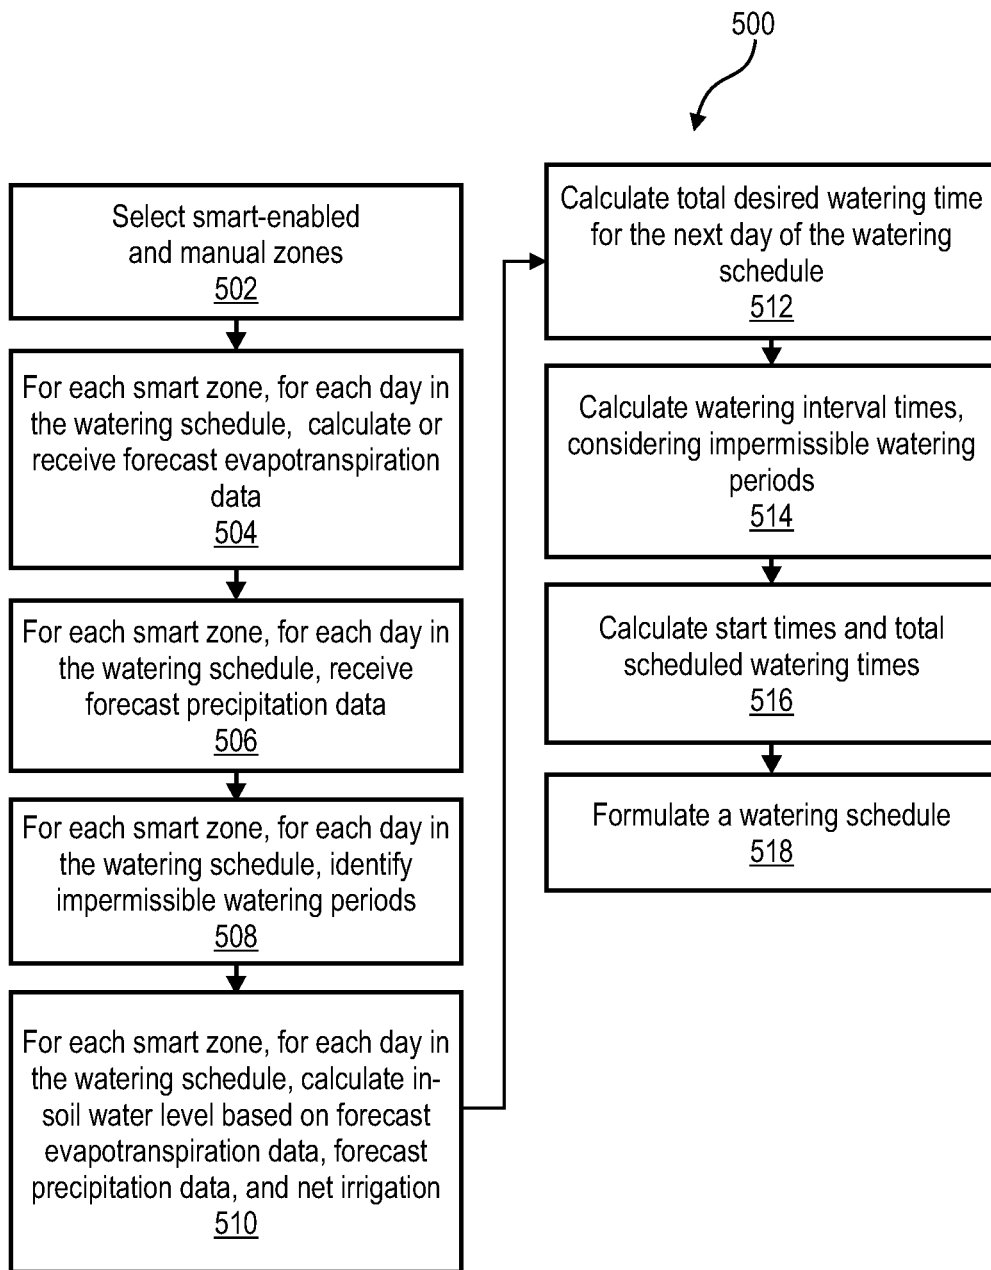 500
Select smart-enabled
and manual zones
502
For each smart zone, for each day in
the watering schedule, calculate or
receive forecast evapotranspiration
data
504
For each smart zone, for each day in
the watering schedule, receive
forecast precipitation data
506
For each smart zone, for each day in
the watering schedule, identify
impermissible watering periods
508
For each smart zone, for each day in
the watering schedule, calculate in-
soil water level based on forecast
evapotranspiration data, forecast
precipitation data, and net irrigation
510
Calculate total desired watering time
for the next day of the watering
schedule
512
Calculate watering interval times,
considering impermissible watering
periods
514
Calculate start times and total
scheduled watering times
516
Formulate a watering schedule
518